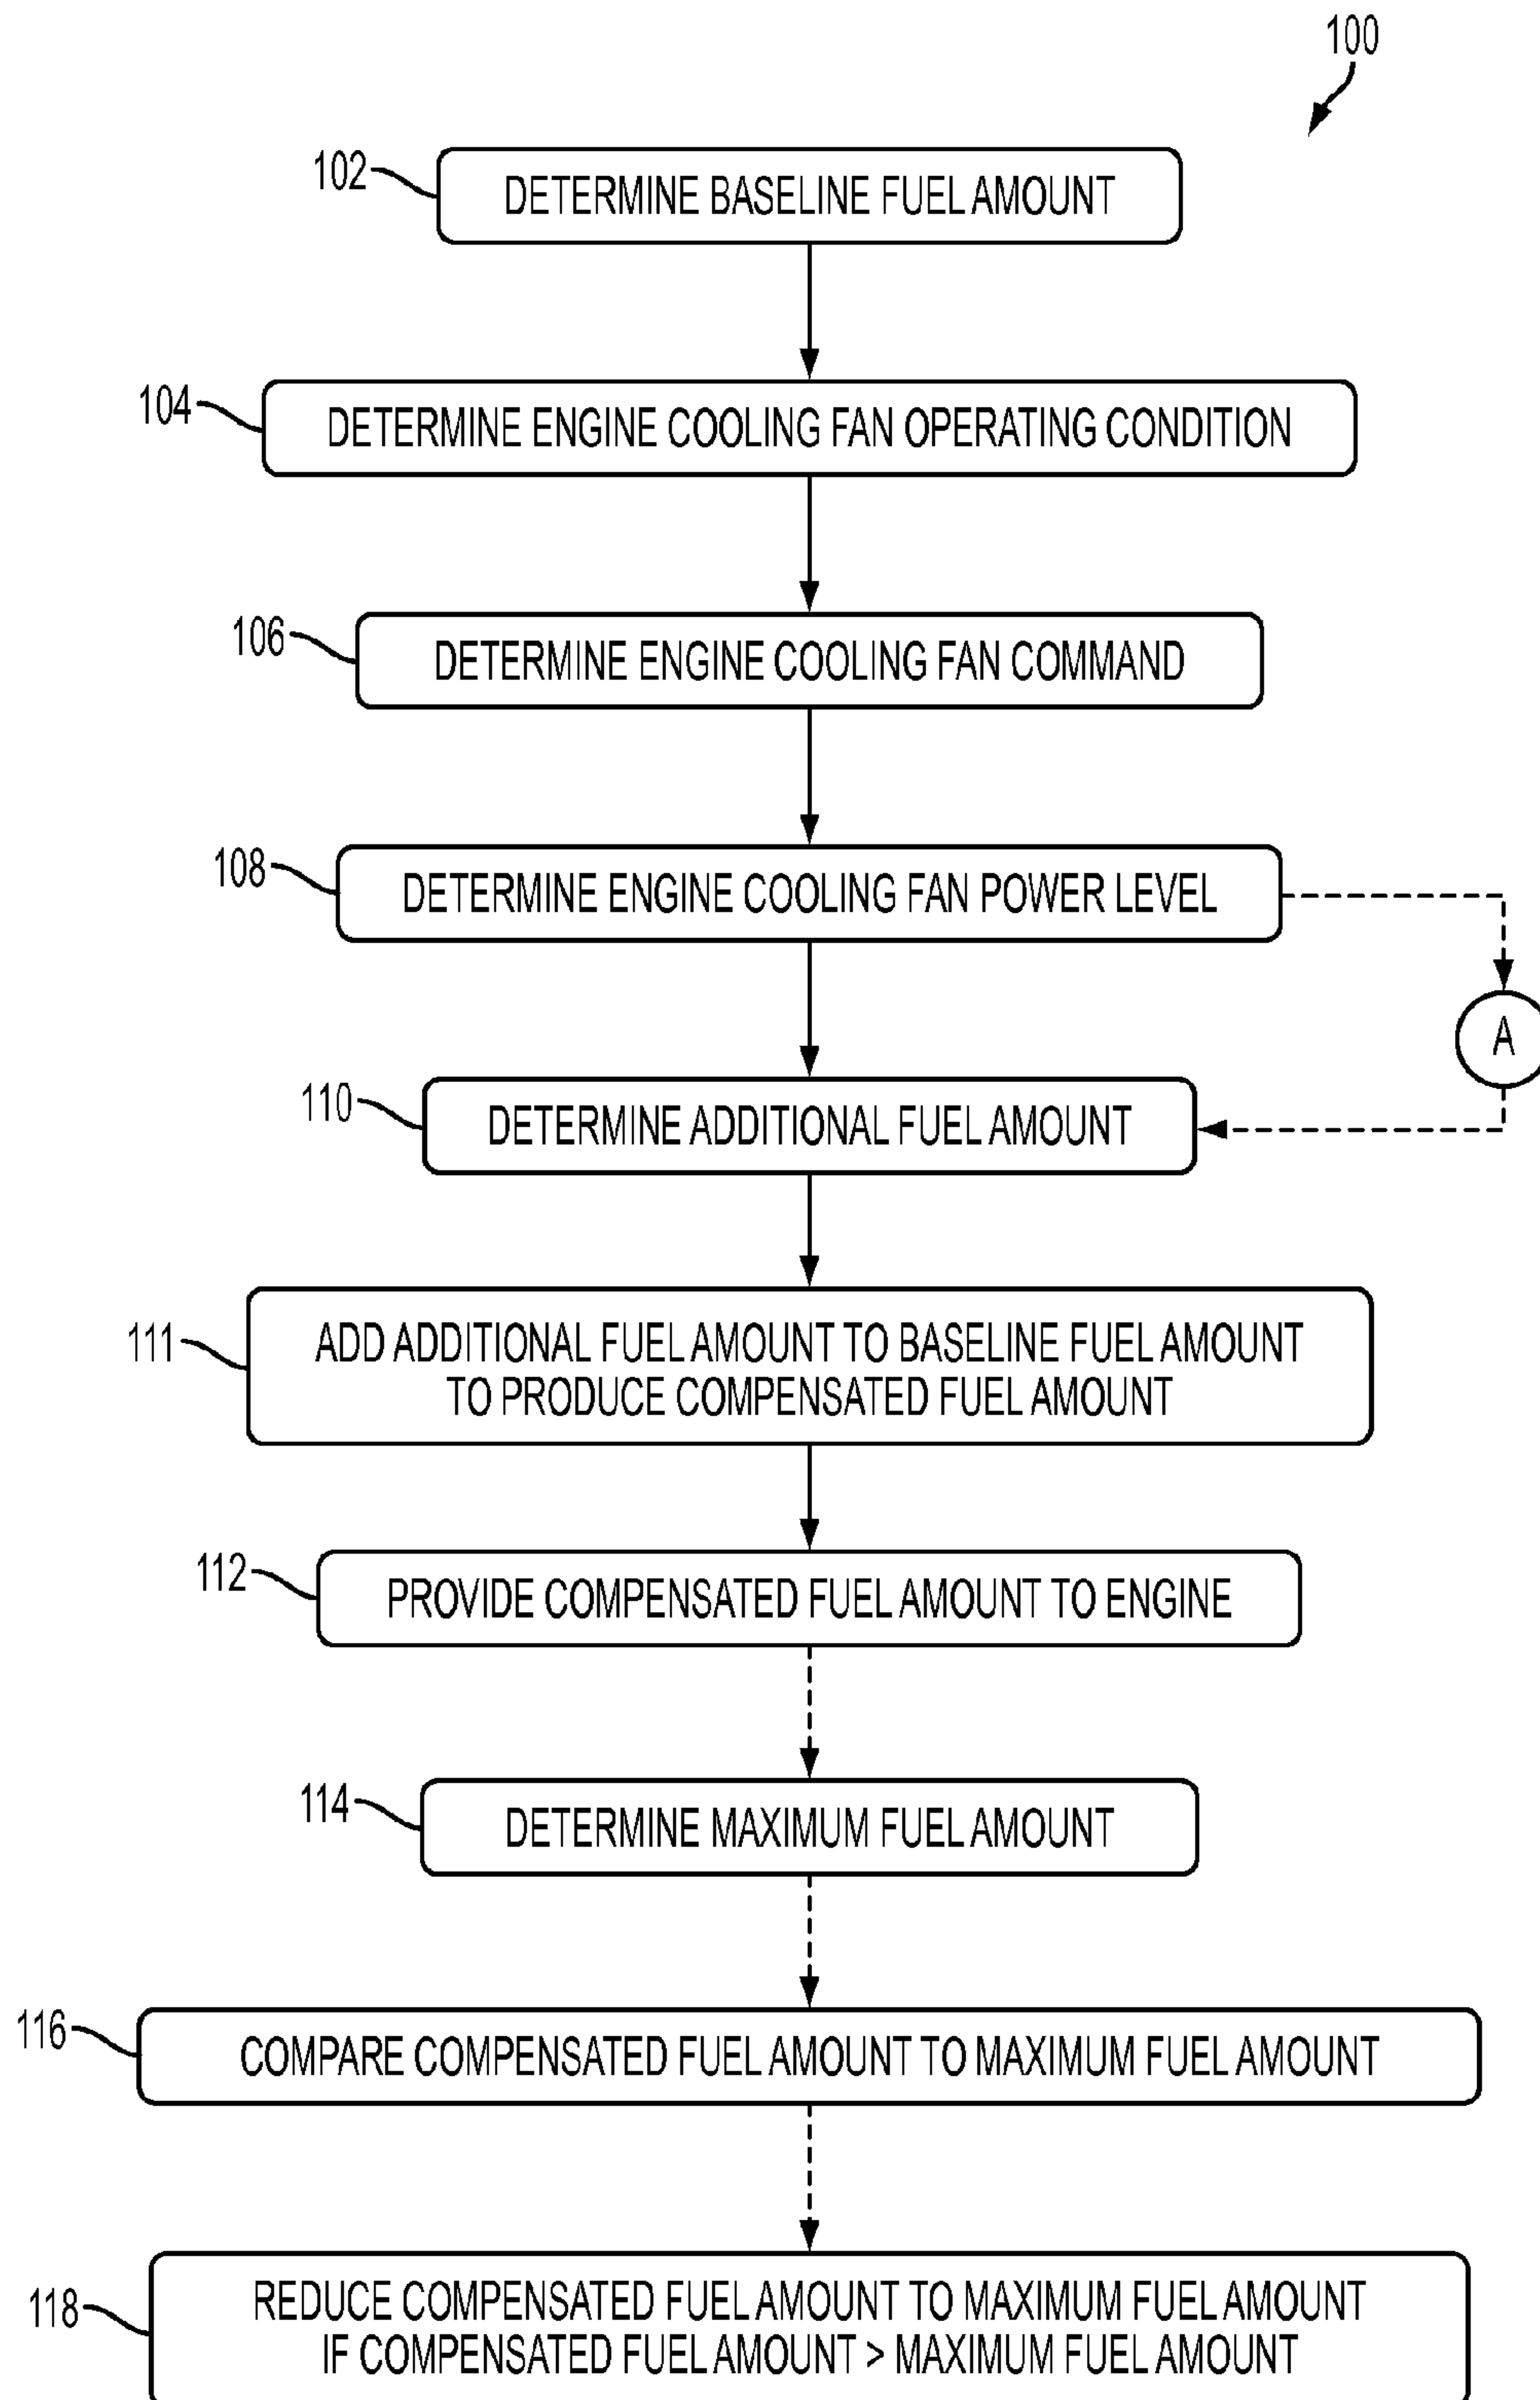 100
102
DETERMINE BASELINE FUEL AMOUNT
104
DETERMINE ENGINE COOLING FAN OPERATING CONDITION
106
DETERMINE ENGINE COOLING FAN COMMAND
108
DETERMINE ENGINE COOLING FAN POWER LEVEL
A
110
DETERMINE ADDITIONAL FUEL AMOUNT
111
ADD ADDITIONAL FUEL AMOUNT TO BASELINE FUEL AMOUNT
TO PRODUCE COMPENSATED FUEL AMOUNT
112
PROVIDE COMPENSATED FUEL AMOUNT TO ENGINE
114
DETERMINE MAXIMUM FUEL AMOUNT
116
COMPARE COMPENSATED FUEL AMOUNT TO MAXIMUM FUEL AMOUNT
118
REDUCE COMPENSATED FUEL AMOUNT TO MAXIMUM FUEL AMOUNT
IF COMPENSATED FUEL AMOUNT > MAXIMUM FUEL AMOUNT